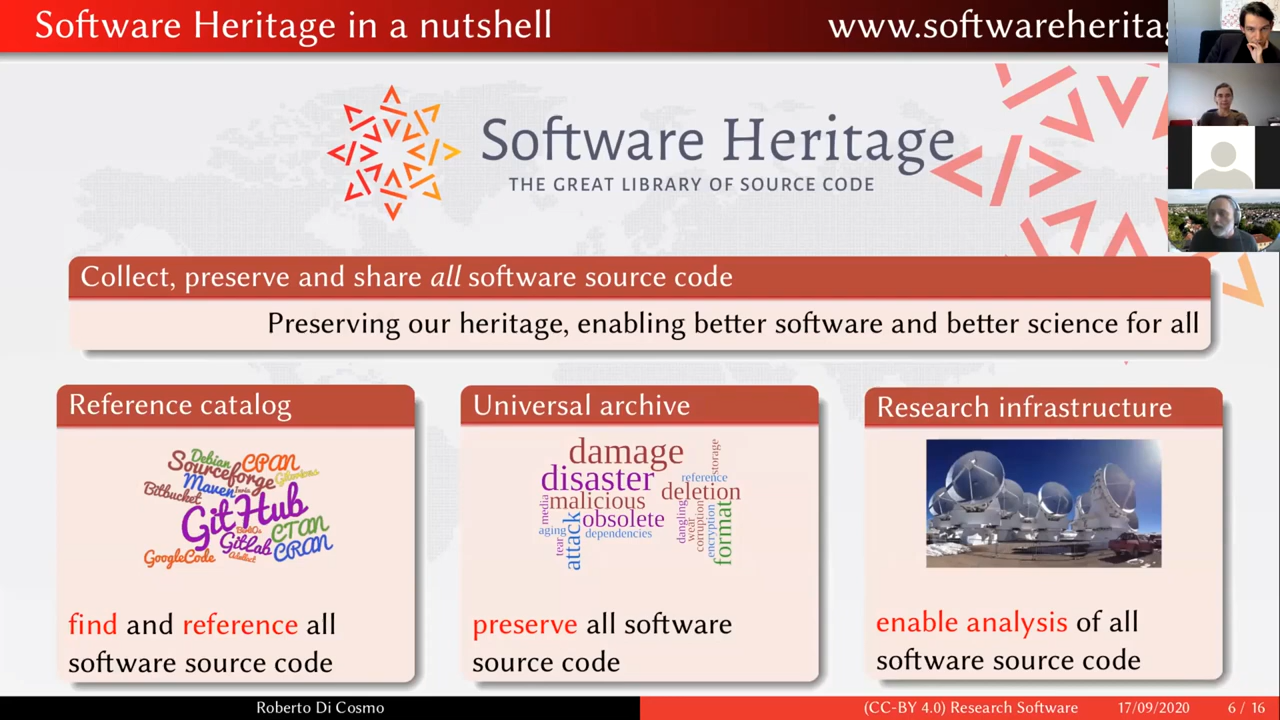 Software Heritage in a nutshell
www.softwareherita
Software Heritage
THE GREAT LIBRARY OF SOURCE CODE
Collect, preserve and share all software source code
Preserving our heritage, enabling better software and better science for all
Reference catalog
Debian
CPAN
Sourceforge
Maven
Bitbucket
GitHub
CTAN
GitLab
CRAN
GoogleCode
find and reference all
software source code
Universal archive
damage
storage
disaster
reference
deletion
malicious
media
obsolete
aging
dependencies
attack
tear
dangling
wear
corruption
encryption
format
preserve all software
source code
Research infrastructure
enable analysis of all
software source code
Roberto Di Cosmo
(CC-BY 4.0) Research Software
17/09/2020
6 / 16